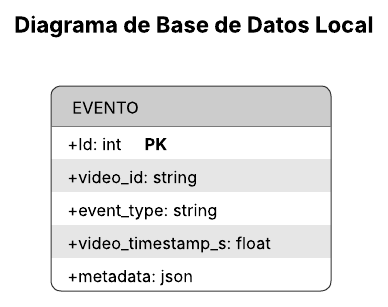 Diagrama de Base de Datos Local
EVENTO
+Id: int PK
+video_id: string
+event_type: string
+video_timestamp_s: float
+metadata: json